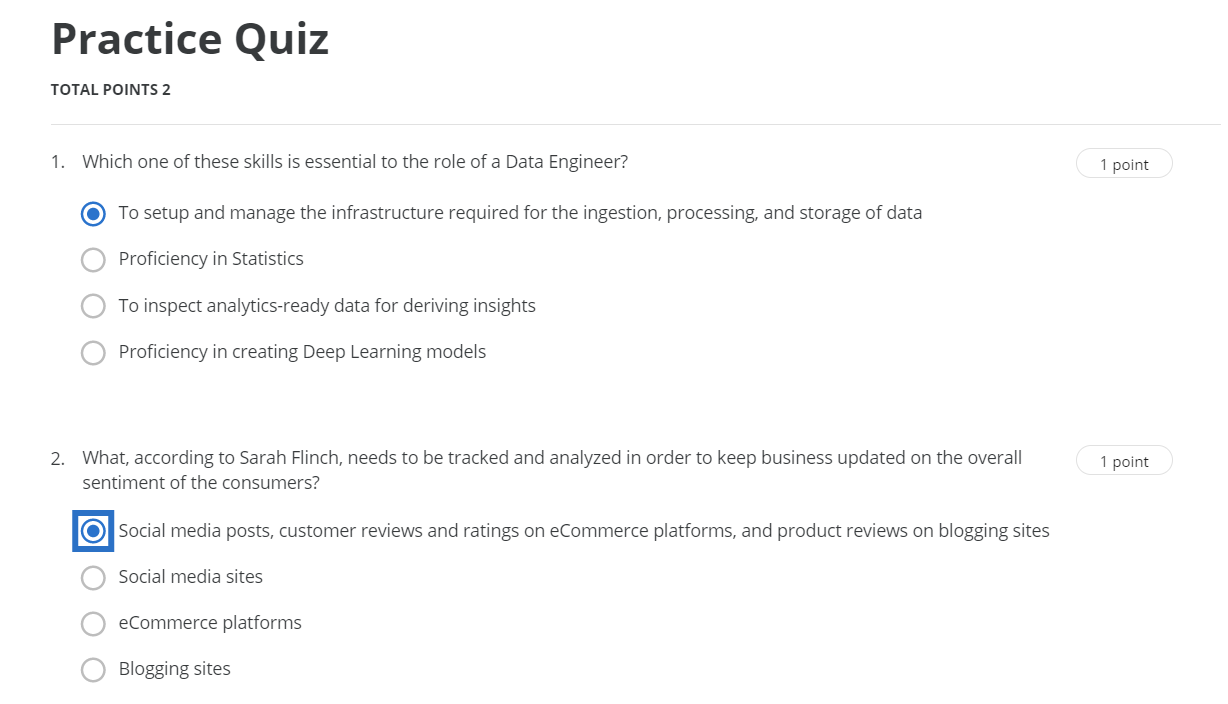 Practice Quiz
TOTAL POINTS 2
1. Which one of these skills is essential to the role of a Data Engineer?
1 point
To setup and manage the infrastructure required for the ingestion, processing, and storage of data
Proficiency in Statistics
To inspect analytics-ready data for deriving insights
Proficiency in creating Deep Learning models
2. What, according to Sarah Flinch, needs to be tracked and analyzed in order to keep business updated on the overall
sentiment of the consumers?
1 point
Social media posts, customer reviews and ratings on eCommerce platforms, and product reviews on blogging sites
Social media sites
eCommerce platforms
Blogging sites